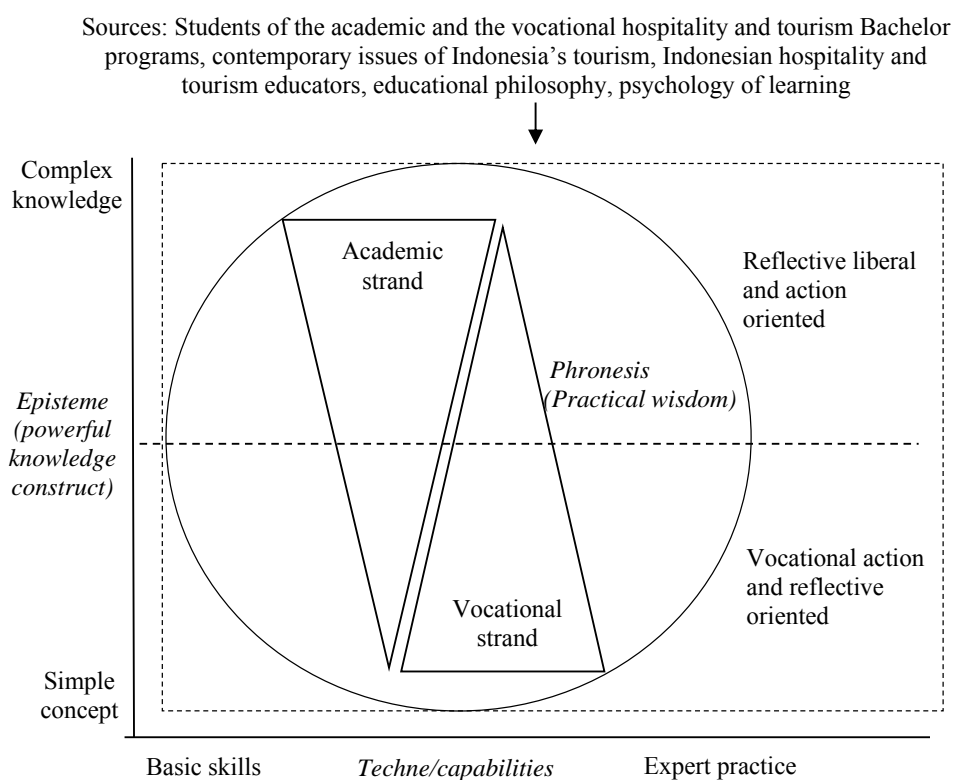 Sources: Students of the academic and the vocational hospitality and tourism Bachelor
programs, contemporary issues of Indonesia's tourism, Indonesian hospitality and
tourism educators, educational philosophy, psychology of learning
Complex
knowledge
Academic
strand
Reflective liberal
and action
oriented
Phronesis
(Practical wisdom)
Episteme
(powerful
knowledge
construct)
Vocational action
and reflective
oriented
Vocational
strand
Simple
concept
Basic skills
Techne/capabilities
Expert practice